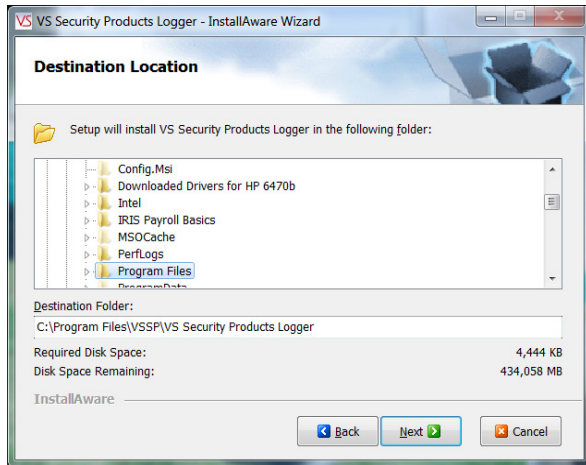 VS VS Security Products Logger - InstallAware Wizard
Destination Location
Setup will install VS Security Products Logger in the following folder:
Config.Msi
Downloaded Drivers for HP 6470b
Intel
IRIS Payroll Basics
MSOCache
PerfLogs
Program Files
ProgramData
Destination Folder:
C:\Program Files\VSSP\VS Security Products Logger
Required Disk Space: 4,444 KB
Disk Space Remaining: 434,058 MB
InstallAware
Back Next Cancel